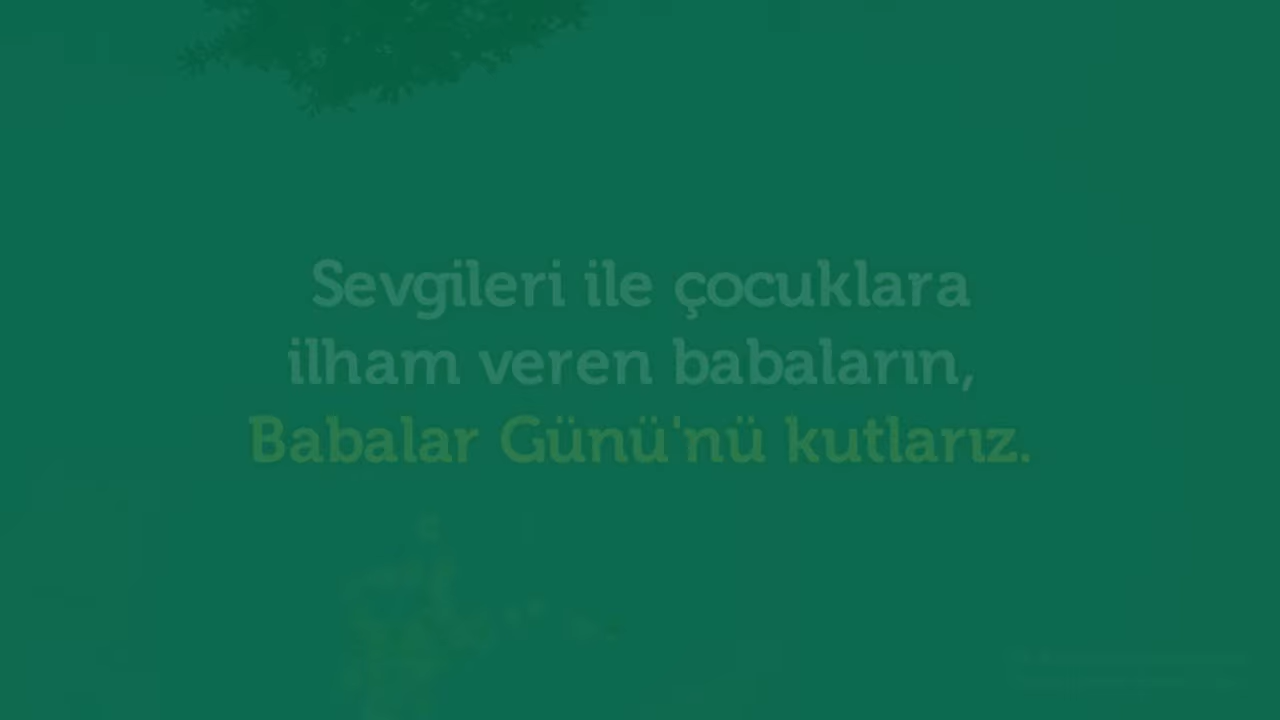 Sevgileri ile çocuklara
ilham veren babaların,
Babalar Günü'nü kutlarız.